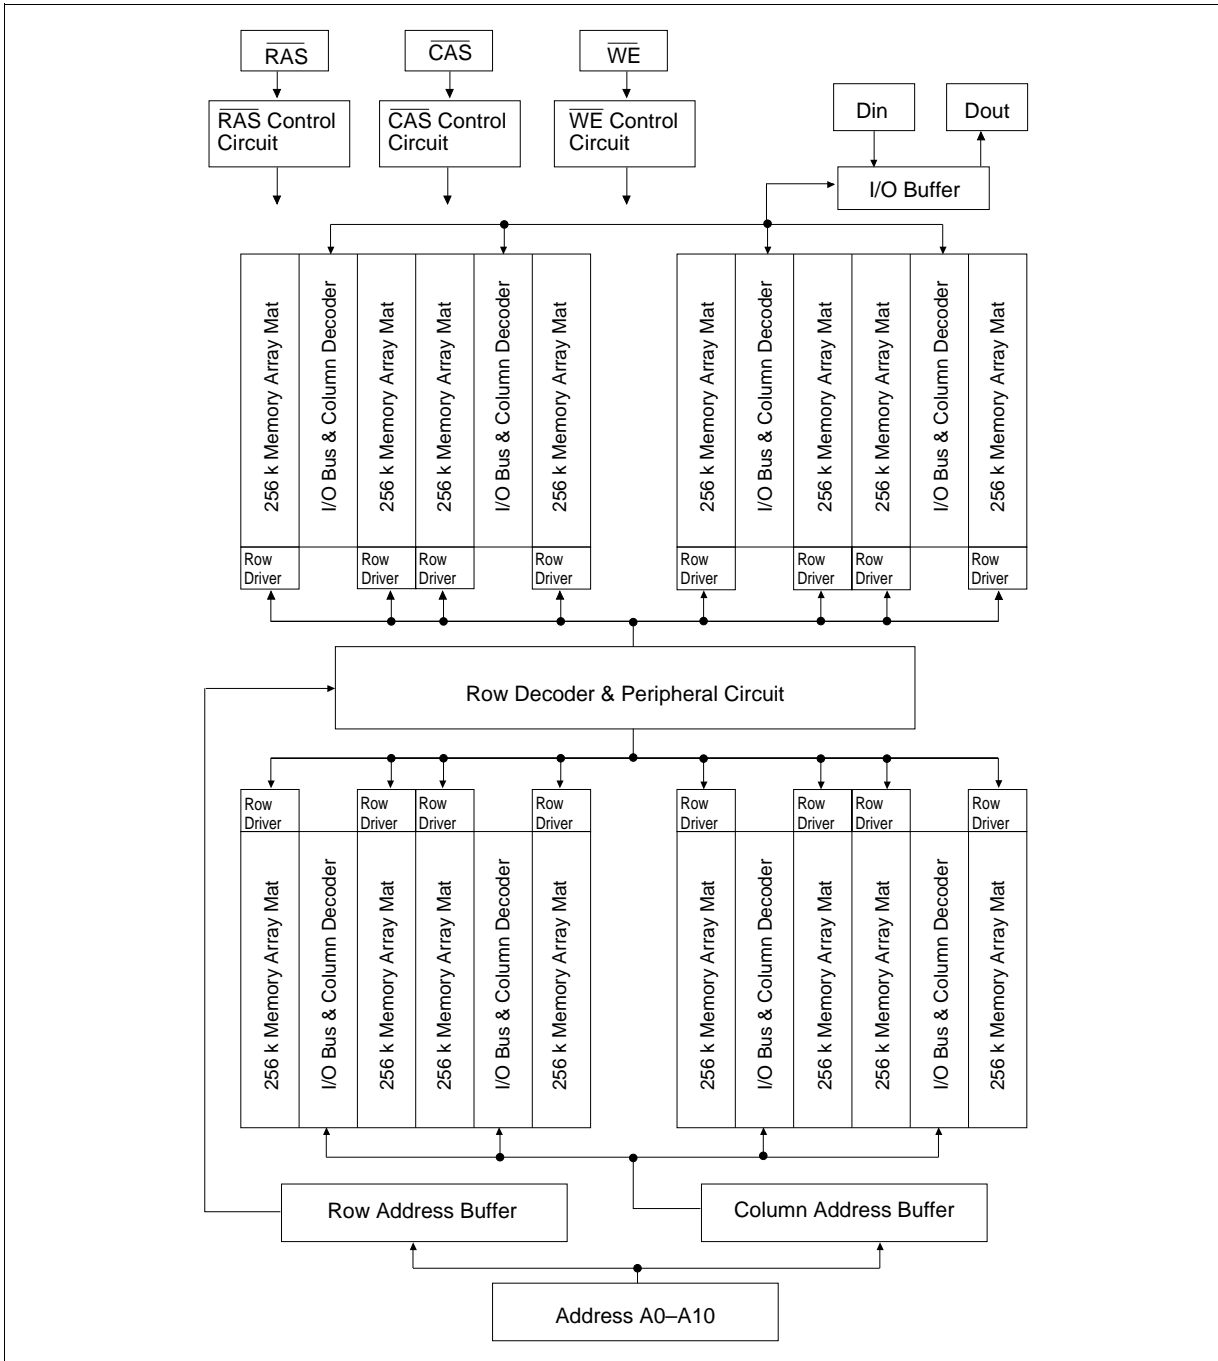 RAS
CAS
WE
RAS Control
Circuit
CAS Control
Circuit
WE Control
Circuit
Din
Dout
I/O Buffer
256 k Memory Array Mat
I/O Bus & Column Decoder
256 k Memory Array Mat
256 k Memory Array Mat
I/O Bus & Column Decoder
256 k Memory Array Mat
256 k Memory Array Mat
I/O Bus & Column Decoder
256 k Memory Array Mat
256 k Memory Array Mat
I/O Bus & Column Decoder
256 k Memory Array Mat
Row
Driver
Row
Driver
Row
Driver
Row
Driver
Row
Driver
Row
Driver
Row
Driver
Row
Driver
Row Decoder & Peripheral Circuit
Row
Driver
Row
Driver
Row
Driver
Row
Driver
Row
Driver
Row
Driver
Row
Driver
Row
Driver
256 k Memory Array Mat
I/O Bus & Column Decoder
256 k Memory Array Mat
256 k Memory Array Mat
I/O Bus & Column Decoder
256 k Memory Array Mat
256 k Memory Array Mat
I/O Bus & Column Decoder
256 k Memory Array Mat
256 k Memory Array Mat
I/O Bus & Column Decoder
256 k Memory Array Mat
Row Address Buffer
Column Address Buffer
Address A0–A10